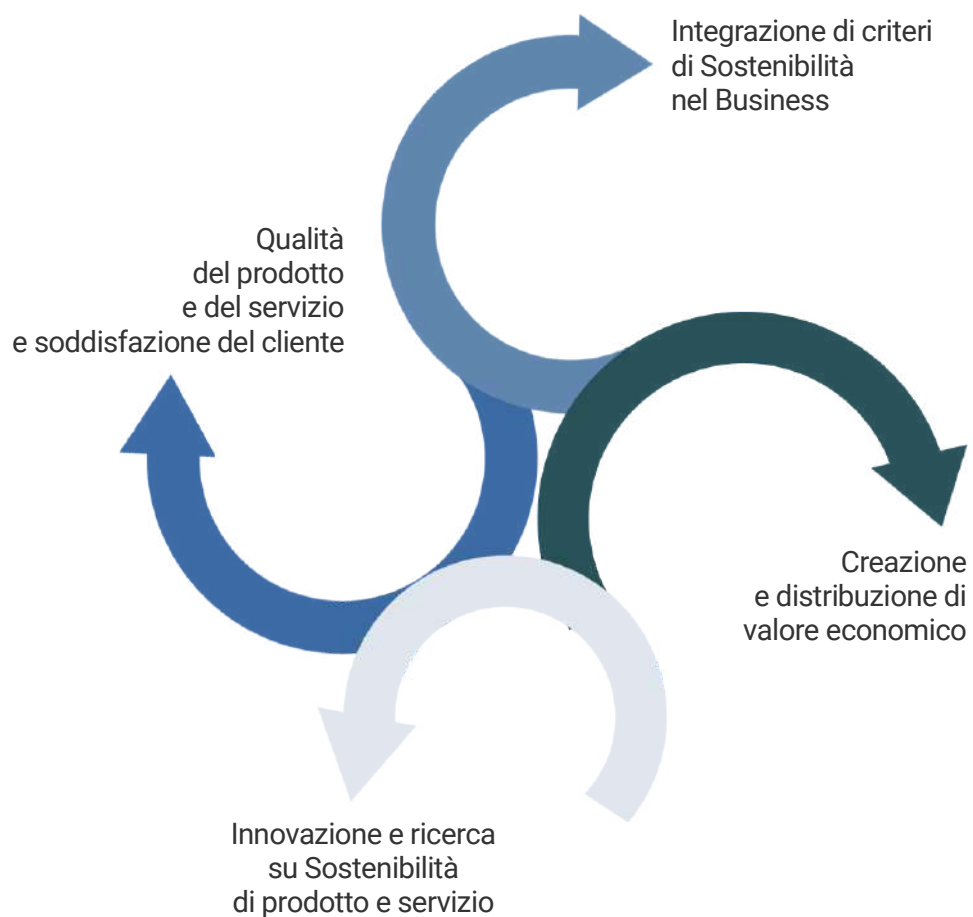 Integrazione di criteri
di Sostenibilità
nel Business
Qualità
del prodotto
e del servizio
e soddisfazione del cliente
Creazione
e distribuzione di
valore economico
Innovazione e ricerca
su Sostenibilità
di prodotto e servizio